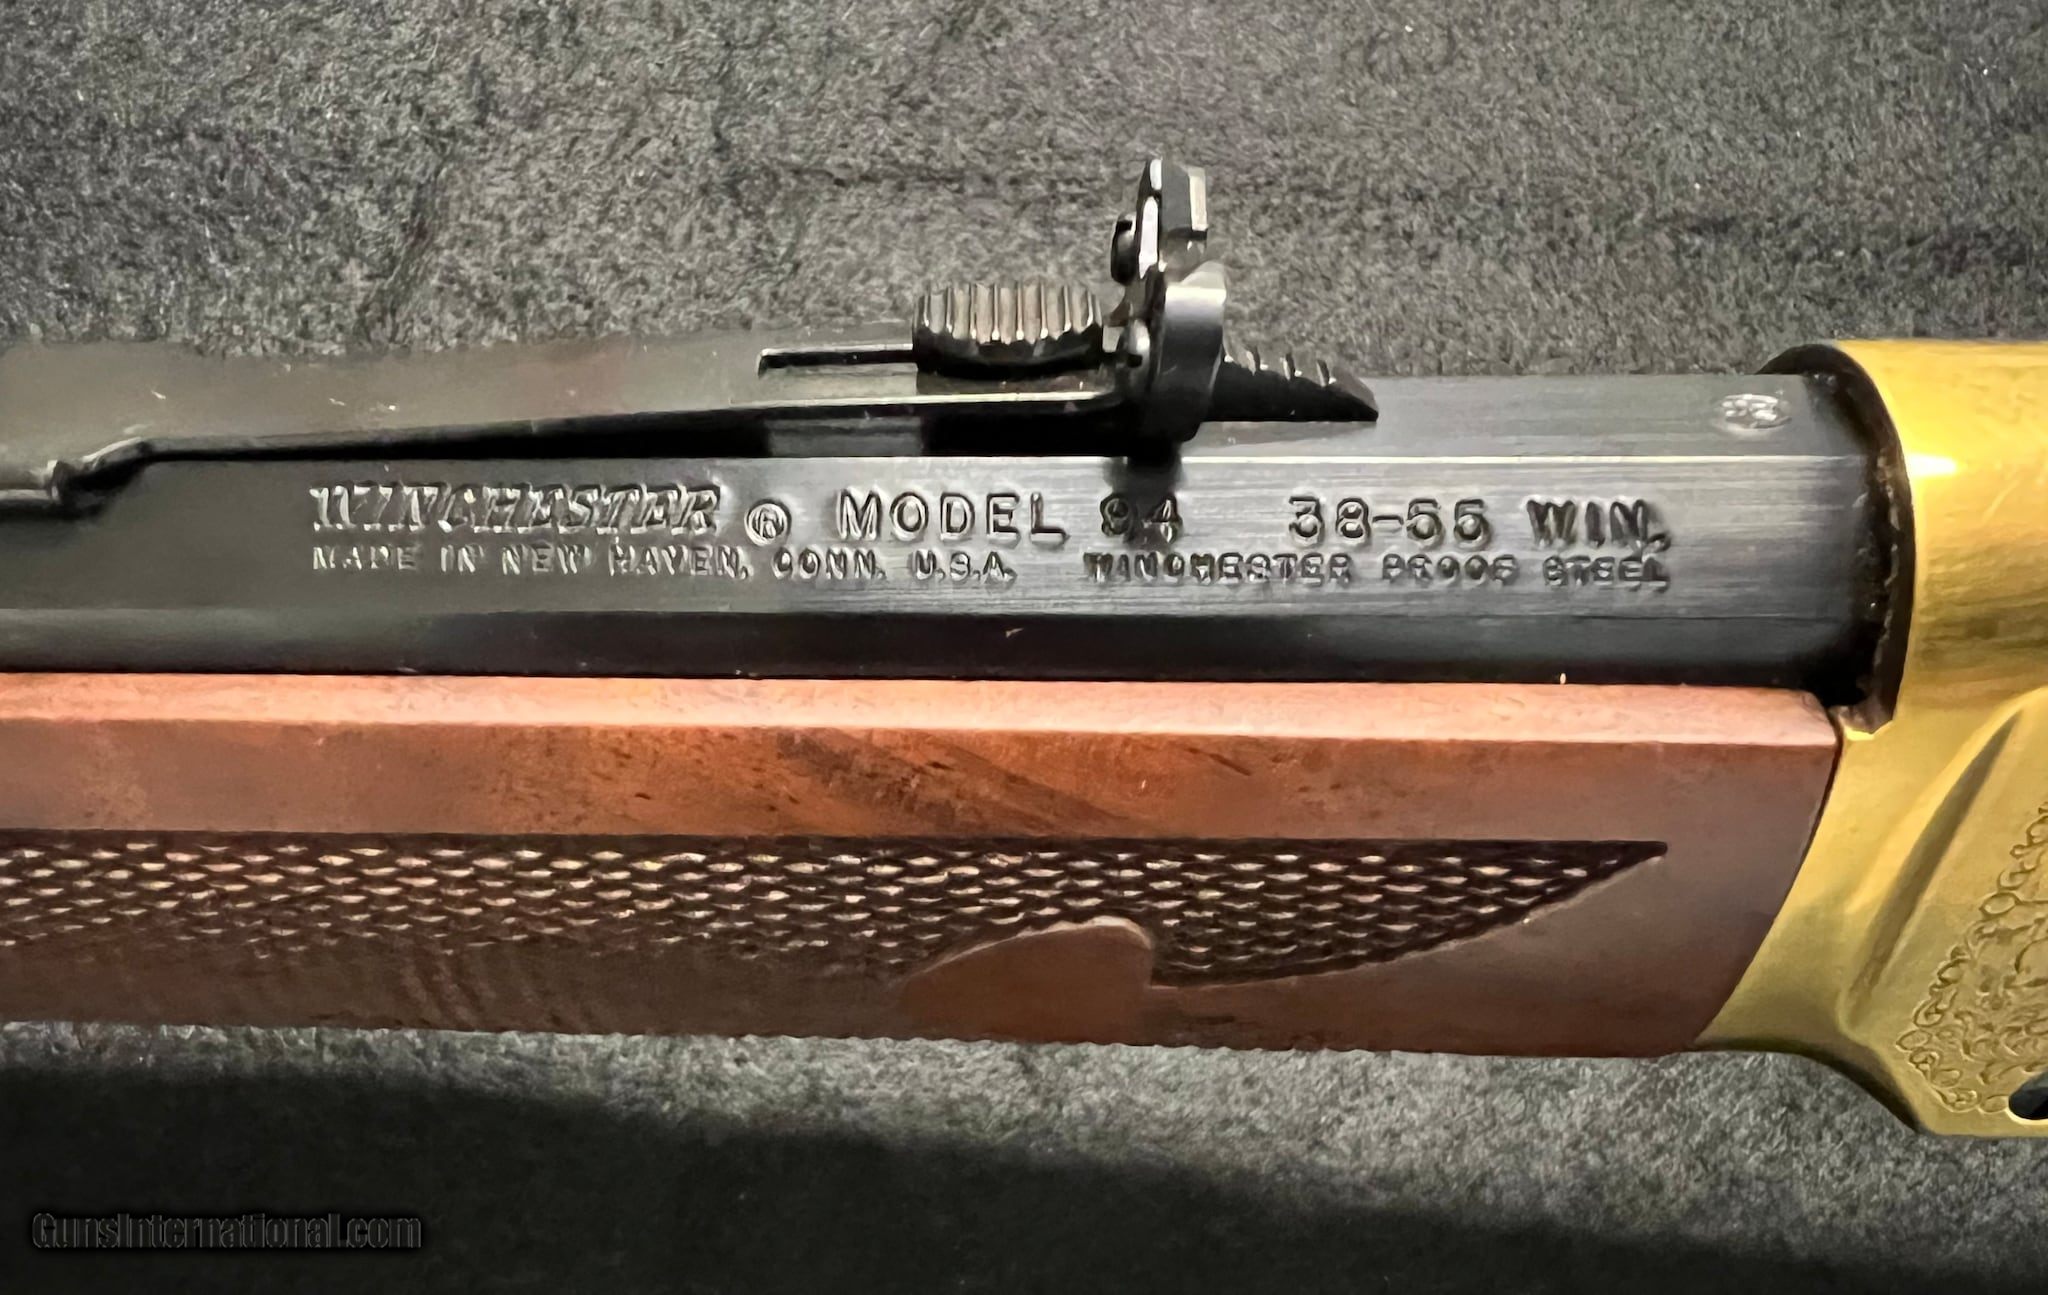 WINCHESTER ® MODEL 94 38-55 WIN.
MADE IN NEW HAVEN, CONN. U.S.A. WINCHESTER PROOF STEEL
GunsInternational.com